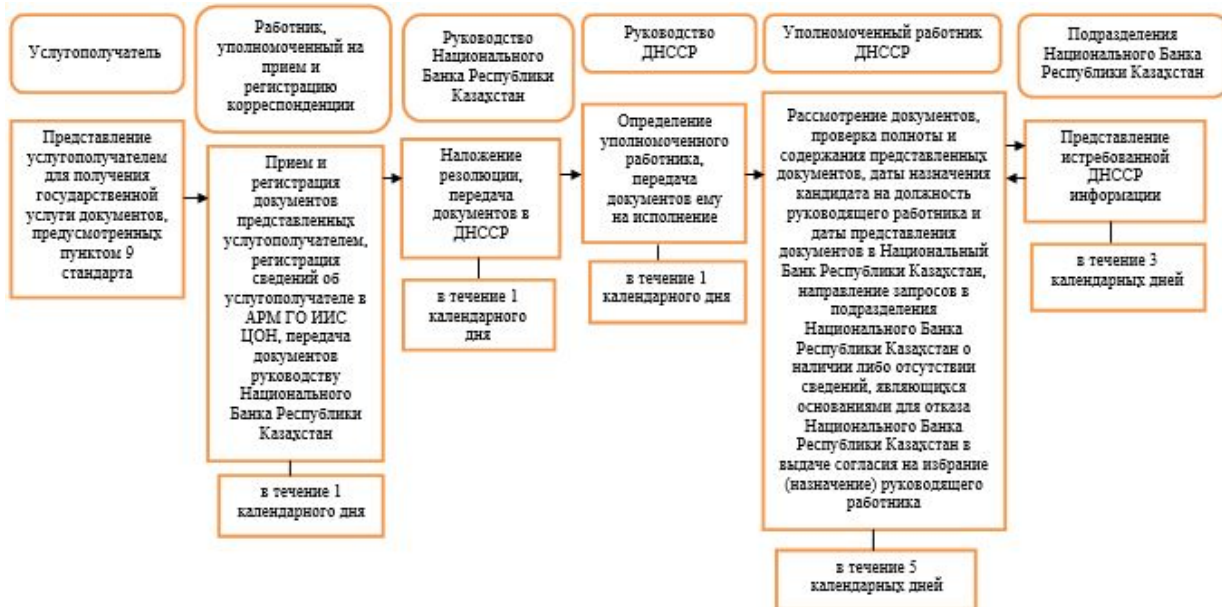 Услугополучатель
Работник,
уполномоченный на
прием и
регистрацию
корреспонденции
Руководство
Национального
Банка Республики
Казахстан
Руководство
ДНССР
Уполномоченный работник
ДНССР
Подразделения
Национального Банка
Республики Казахстан
Представление
услугополучателем
для получения
государственной
услуги документов,
предусмотренных
пунктом 9
стандарта
Прием и
регистрация
документов
представленных
услугополучателем,
регистрация
сведений об
услугополучателе в
АРМ ГО ИИС
ЦОН, передача
документов
руководству
Национального
Банка Республики
Казахстан
в течение 1
календарного дня
Наложение
резолюции,
передача
документов в
ДНССР
в течение 1
календарного
дня
Определение
уполномоченного
работника,
передача
документов ему
на исполнение
в течение 1
календарного дня
Рассмотрение документов,
проверка полноты и
содержания представленных
документов, даты назначения
кандидата на должность
руководящего работника и
даты представления
документов в Национальный
Банк Республики Казахстан,
направление запросов в
подразделения
Национального Банка
Республики Казахстан о
наличии либо отсутствии
сведений, являющихся
основаниями для отказа
Национального Банка
Республики Казахстан в
выдаче согласия на избрание
(назначение) руководящего
работника
в течение 5
календарных дней
Представление
истребованной
ДНССР
информации
в течение 3
календарных дней